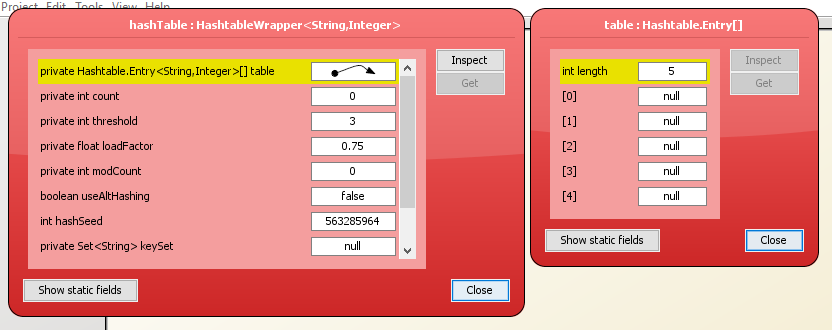 Project Edit Tools View Help
hashTable : HashtableWrapper<String,Integer>
private Hashtable.Entry<String,Integer>[] table
private int count 0
private int threshold 3
private float loadFactor 0.75
private int modCount 0
boolean useAltHashing false
int hashSeed 563285964
private Set<String> keySet null
Inspect
Get
Show static fields
Close
table : Hashtable.Entry[]
int length 5
[0] null
[1] null
[2] null
[3] null
[4] null
Inspect
Get
Show static fields
Close